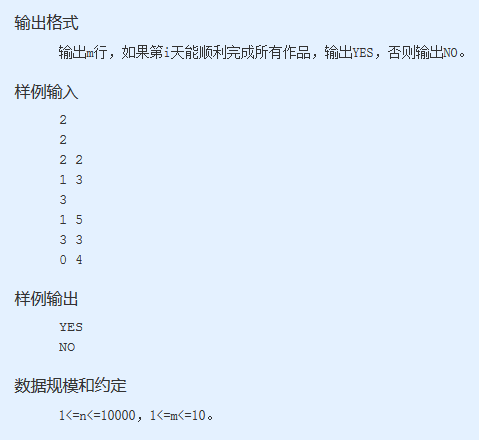 输出格式
输出m行，如果第i天能顺利完成所有作品，输出YES，否则输出NO。
样例输入
2
2
2 2
1 3
3
1 5
3 3
0 4
样例输出
YES
NO
数据规模和约定
1<=n<=10000，1<=m<=10。